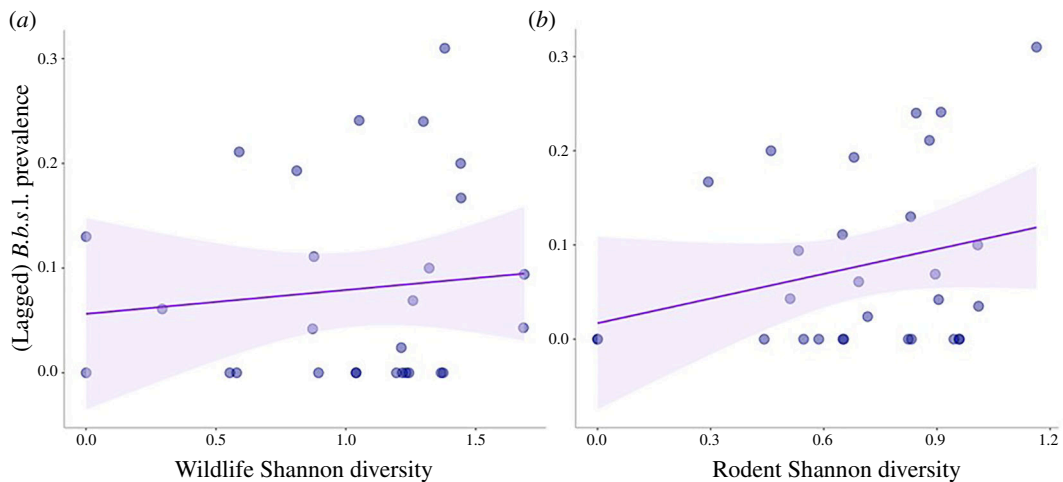 (a)
(b)
(Lagged) B.b.s.l. prevalence
0.3
0.2
0.1
0.0
0.0 0.5 1.0 1.5
Wildlife Shannon diversity
0.3
0.2
0.1
0.0
0.0 0.3 0.6 0.9 1.2
Rodent Shannon diversity